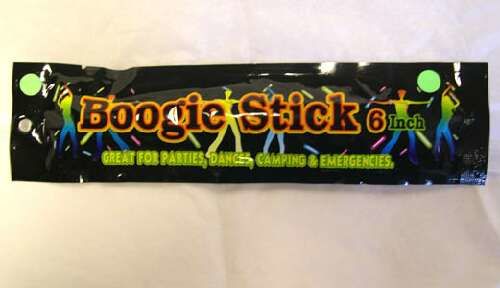 Boogie Stick 6 Inch
GREAT FOR PARTIES, DANCES, CAMPING & EMERGENCIES.